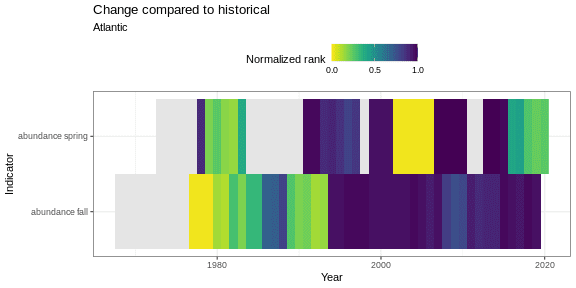 Change compared to historical
Atlantic
Normalized rank
0.0 0.5 1.0
abundance spring
abundance fall
Indicator
1980 2000 2020
Year